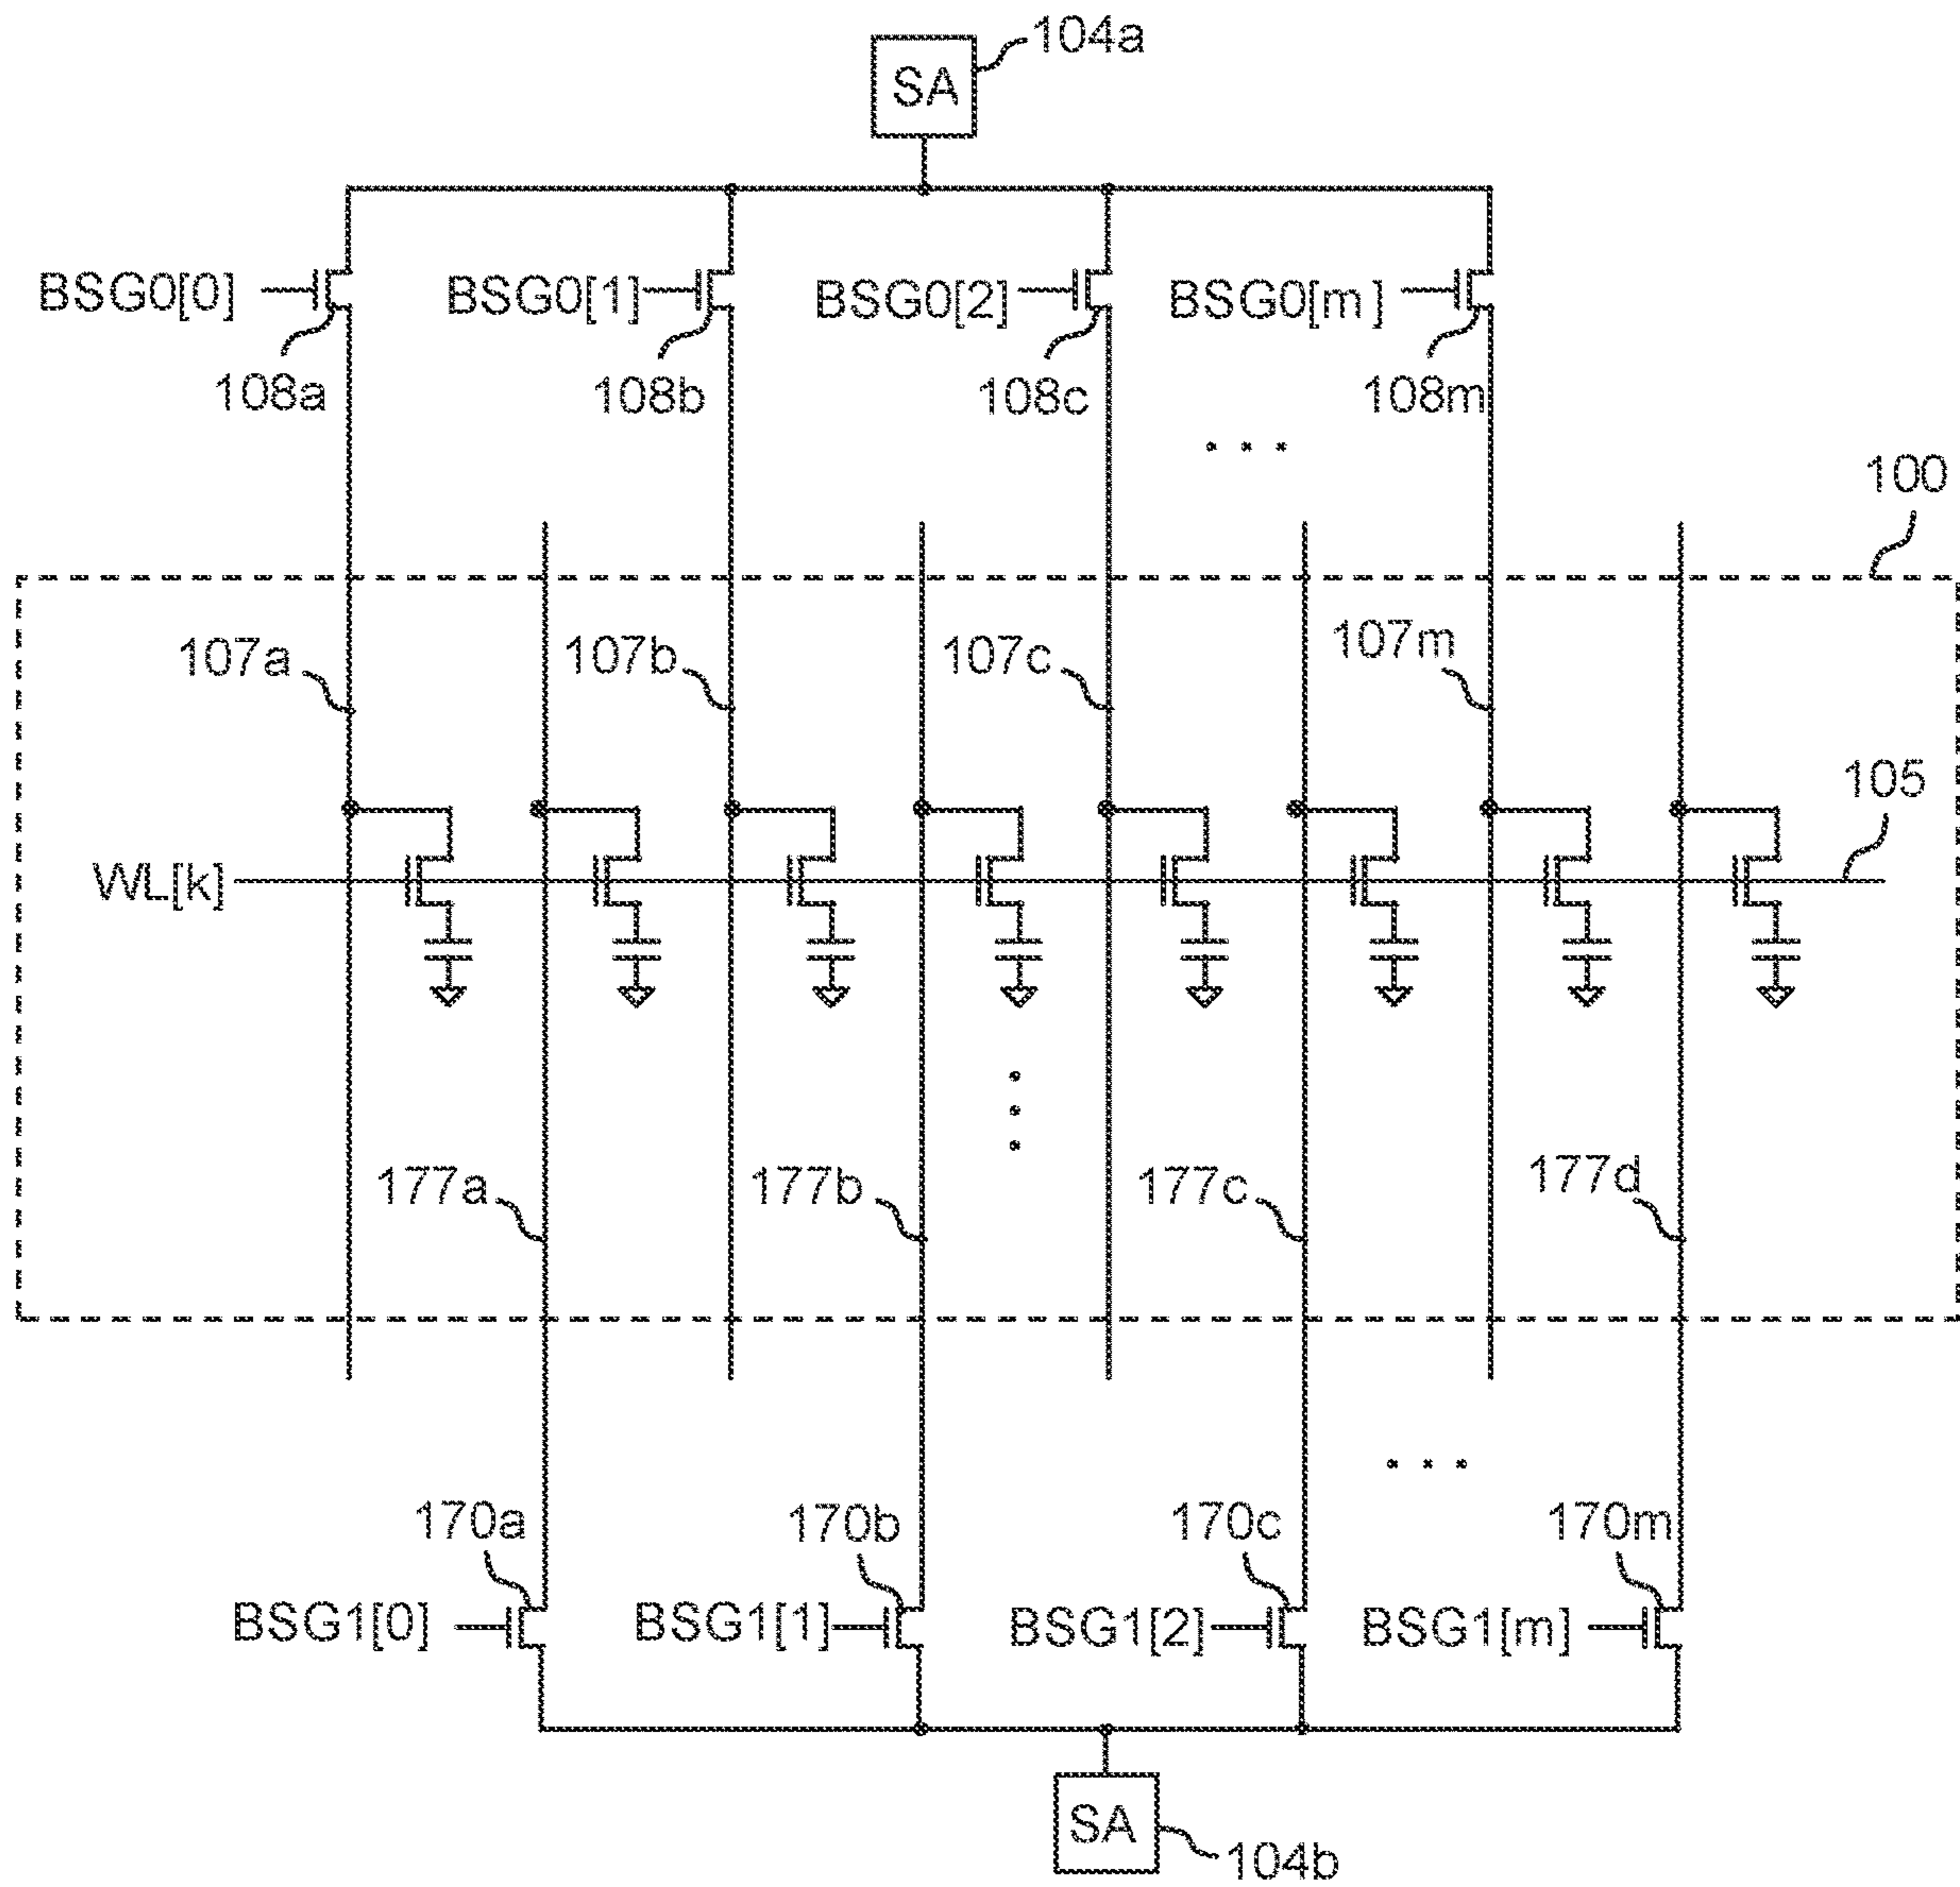 104a
SA
BSG0[0]
BSG0[1]
BSG0[2]
BSG0[m]
108a
108b
108c
108m
100
107a
107b
107c
107m
105
WL[k]
177a
177b
177c
177d
170a
170b
170c
170m
BSG1[0]
BSG1[1]
BSG1[2]
BSG1[m]
SA
104b